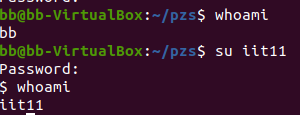 bb@bb-VirtualBox:~/pzs$ whoami
bb
bb@bb-VirtualBox:~/pzs$ su iit11
Password:
$ whoami
iit11